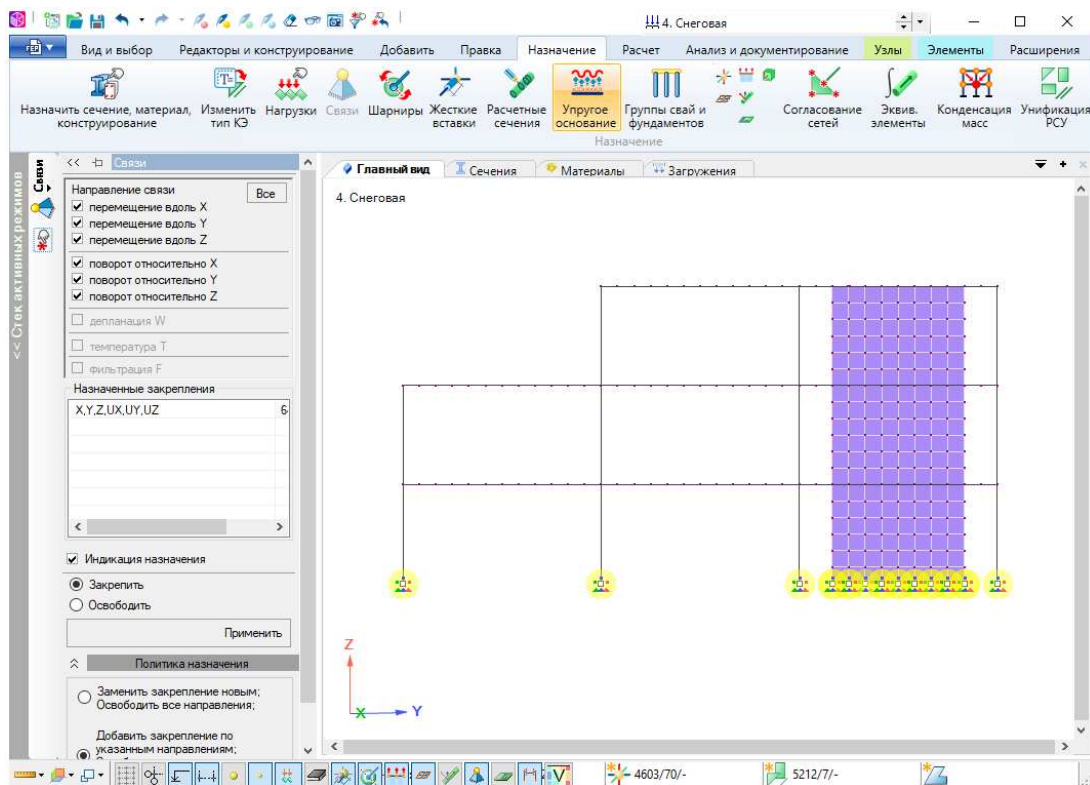 4. Снеговая
Вид и выбор Редакторы и конструирование Добавить Правка Назначение Расчет Анализ и документирование Узлы Элементы Расширения
Назначить сечение, материал, конструирование
Изменить тип КЭ
Нагрузки
Связи
Шарниры
Жесткие вставки
Расчетные сечения
Упругое основание
Группы свай и фундаментов
Согласование сетей
Эквив. элементы
Конденсация масс
Унификация РСУ
Назначение
<< Стек активных режимов
Связи
<< Связи
Направление связи
Все
перемещение вдоль X
перемещение вдоль Y
перемещение вдоль Z
поворот относительно X
поворот относительно Y
поворот относительно Z
депланация W
температура T
фильтрация F
Назначенные закрепления
X,Y,Z,UX,UY,UZ
Индикация назначения
Закрепить
Освободить
Применить
Политика назначения
Заменить закрепление новым;
Освободить все направления;
Добавить закрепление по
указанным направлениям;
Главный вид Сечения Материалы Загружения
4. Снеговая
Z
X Y
4603/70/- 5212/7/-